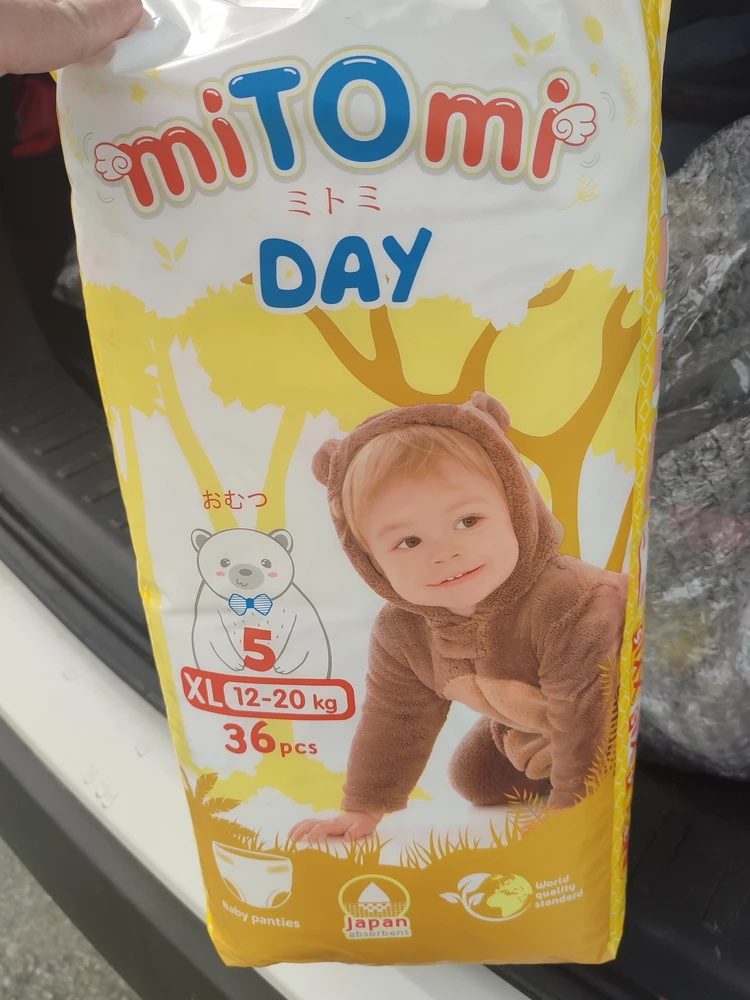 miTOmi
ミトミ
DAY
おむつ
5
XL 12-20 kg
36 pcs
Baby panties
Japan
absorbent
World
quality
standard